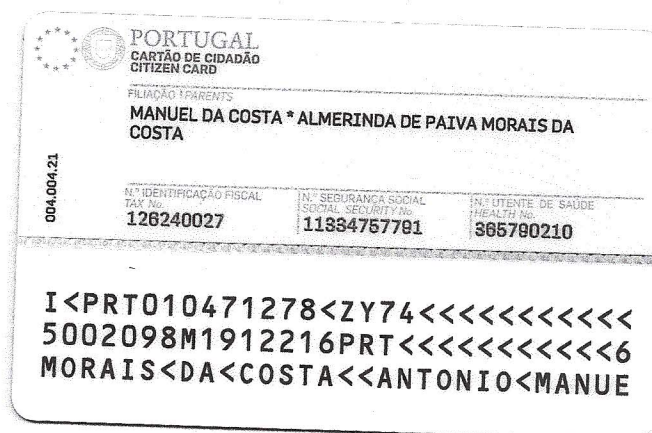 PORTUGAL
CARTÃO DE CIDADÃO
CITIZEN CARD
FILIAÇÃO / PARENTS
MANUEL DA COSTA * ALMERINDA DE PAIVA MORAIS DA
COSTA
004.004.21
N.º IDENTIFICAÇÃO FISCAL N.º SEGURANÇA SOCIAL N.º UTENTE DE SAÚDE
TAX No. SOCIAL SECURITY No. HEALTH No.
126240027 11334757791 365790210
I<PRT010471278<ZY74<<<<<<<<<<<
5002098M1912216PRT<<<<<<<<<<<6
MORAIS<DA<COSTA<<ANTONIO<MANUE